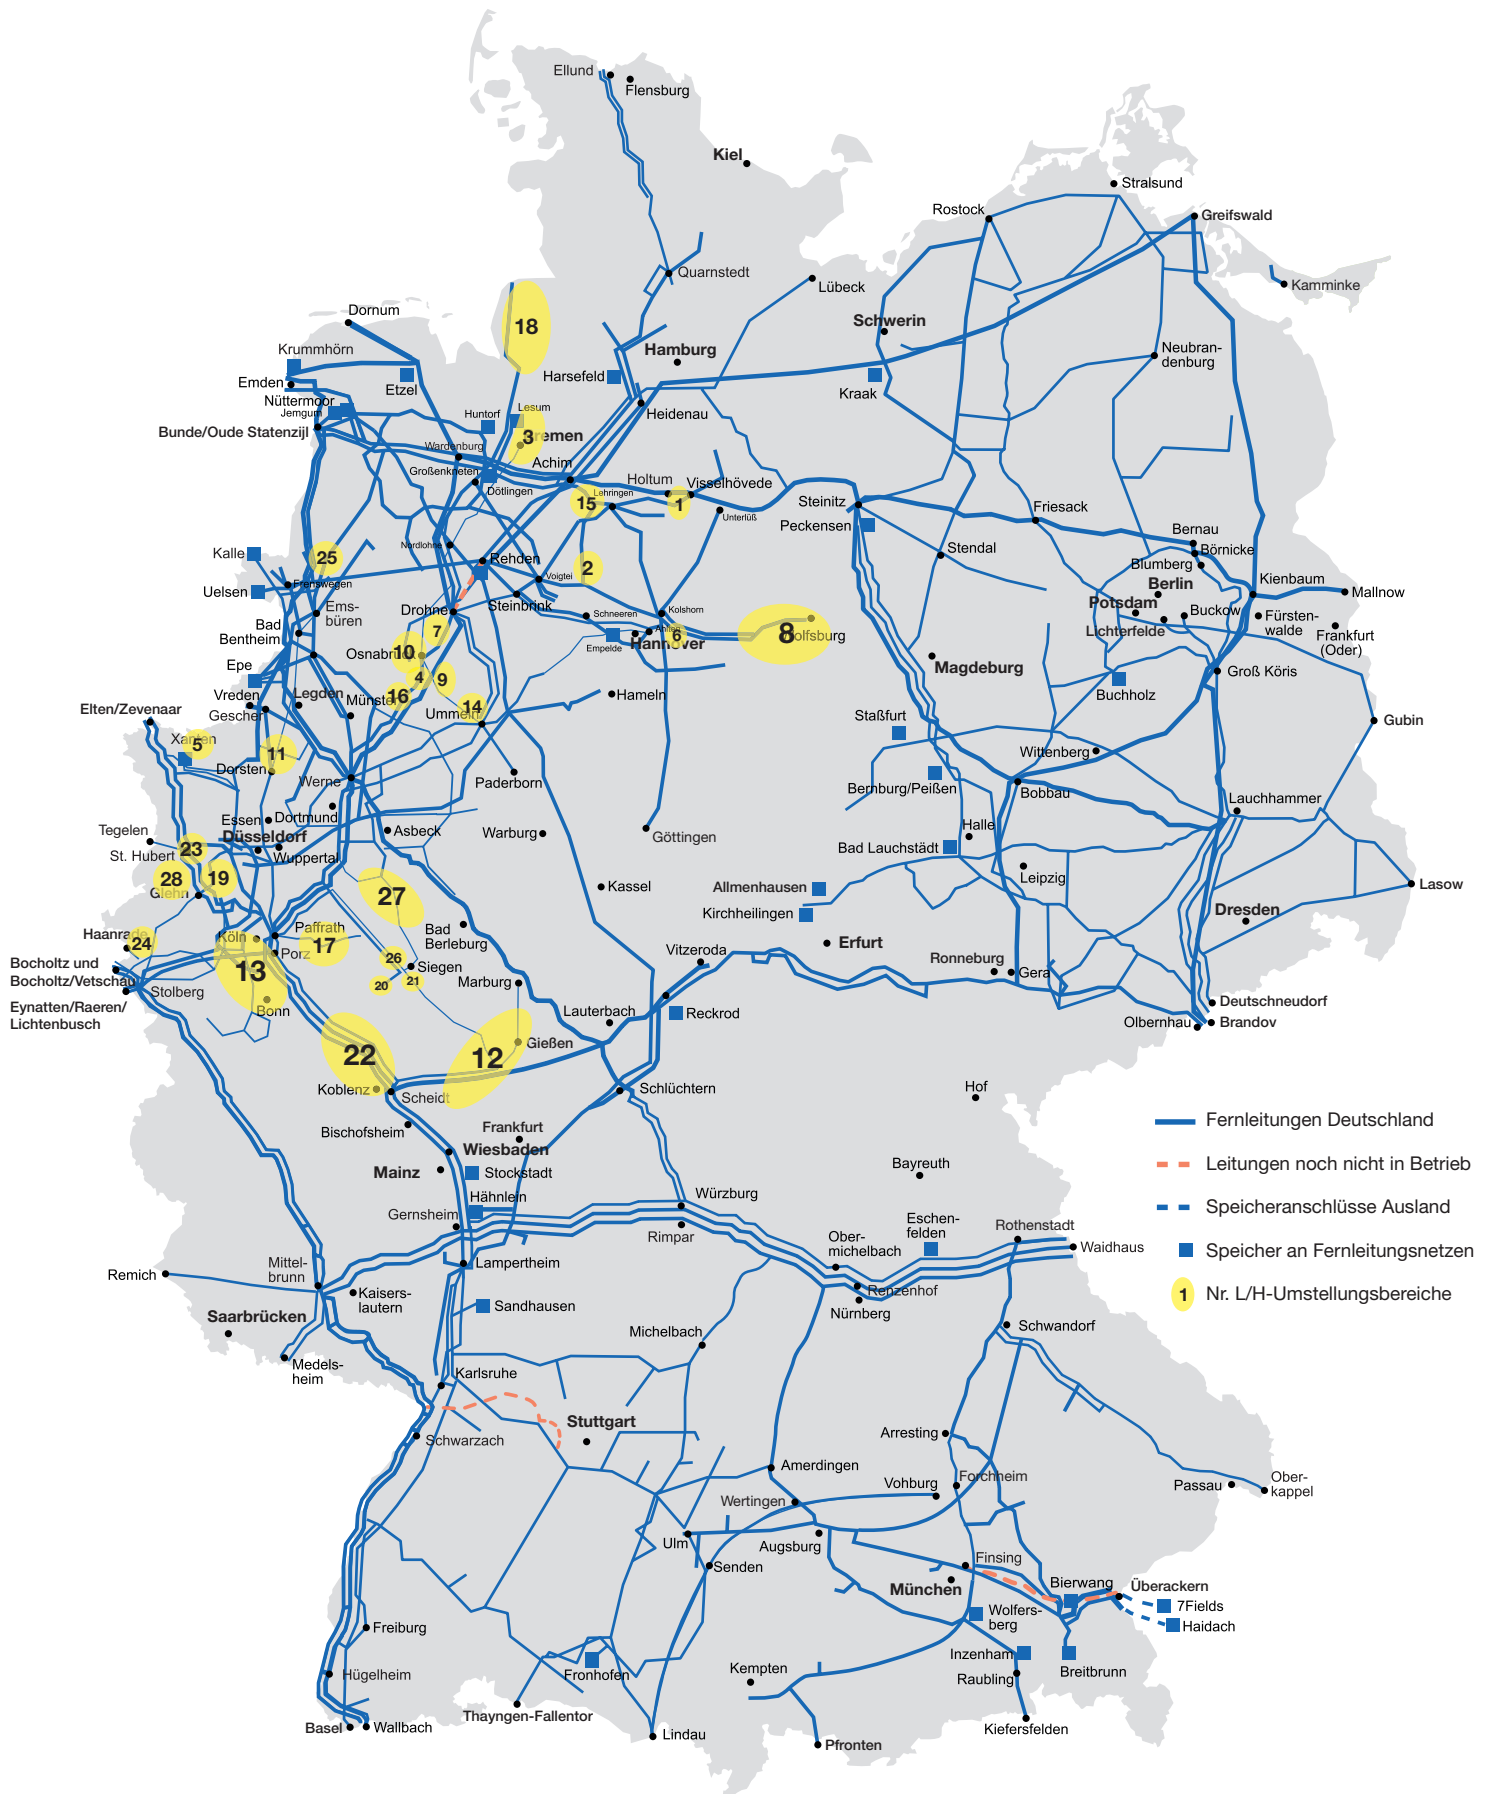 Ellund
Flensburg
Kiel
Stralsund
Rostock
Greifswald
Quarnstedt
Lübeck
Kamminke
Dornum
18
Schwerin
Krummhörn
Hamburg
Neubran-
denburg
Emden
Etzel
Harsefeld
Kraak
Nüttermoor
Jemgum
Huntorf
Lesum
Heidenau
Bunde/Oude Statenzijl
3
Wardenburg
Achim
Großenkneten
Dötlingen
Holtum
Visselhövede
Lehringen
15
1
Unterlüß
Steinitz
Peckensen
Friesack
Bernau
Börnicke
Blumberg
Stendal
Nordlohne
Rehden
Kalle
25
Voigtei
2
Frenswegen
Uelsen
Berlin
Kienbaum
Mallnow
Ems-
büren
Drohne
Steinbrink
Schneeren
Kolshorn
Potsdam
Buckow
Fürsten-
walde
Frankfurt
(Oder)
Lichterfelde
Bad
Bentheim
7
Ahlten
6
Empelde
Hannover
8
Wolfsburg
Osnabrück
10
4
9
Magdeburg
Groß Köris
Epe
Buchholz
Vreden
Legden
Münster
16
Hameln
Gescher
Ummeln
14
Elten/Zevenaar
Staßfurt
Gubin
Xanten
5
11
Wittenberg
Dorsten
Werne
Paderborn
Bernburg/Peißen
Bobbau
Lauchhammer
Essen
Dortmund
Tegelen
Düsseldorf
Asbeck
Warburg
Göttingen
Halle
St. Hubert
23
Wuppertal
Bad Lauchstädt
28
19
27
Kassel
Allmenhausen
Leipzig
Lasow
Glehn
Kirchheilingen
Dresden
Haanrade
24
Köln
Paffrath
17
Bad
Berleburg
Porz
Vitzeroda
Erfurt
Ronneburg
Gera
Bocholtz und
Bocholtz/Vetschau
13
26
Siegen
20
21
Marburg
Stolberg
Eynatten/Raeren/
Lichtenbusch
Bonn
Lauterbach
Reckrod
Deutschneudorf
Olbernhau
Brandov
22
12
Gießen
Koblenz
Scheidt
Schlüchtern
Hof
Bischofsheim
Frankfurt
Wiesbaden
Mainz
Stockstadt
Bayreuth
Hähnlein
Würzburg
Gernsheim
Rimpar
Eschen-
felden
Rothenstadt
Ober-
michelbach
Waidhaus
Mittel-
brunn
Lampertheim
Remich
Kaisers-
lautern
Sandhausen
Renzenhof
Nürnberg
Saarbrücken
Michelbach
Schwandorf
Medels-
heim
Karlsruhe
Stuttgart
Schwarzach
Arresting
Amerdingen
Forchheim
Vohburg
Passau
Ober-
kappel
Wertingen
Ulm
Augsburg
Senden
Finsing
München
Bierwang
Überackern
7Fields
Wolfers-
berg
Haidach
Freiburg
Inzenham
Fronhofen
Kempten
Raubling
Breitbrunn
Hügelheim
Thayngen-Fallentor
Basel
Wallbach
Lindau
Kiefersfelden
Pfronten
Fernleitungen Deutschland
Leitungen noch nicht in Betrieb
Speicheranschlüsse Ausland
Speicher an Fernleitungsnetzen
1 Nr. L/H-Umstellungsbereiche